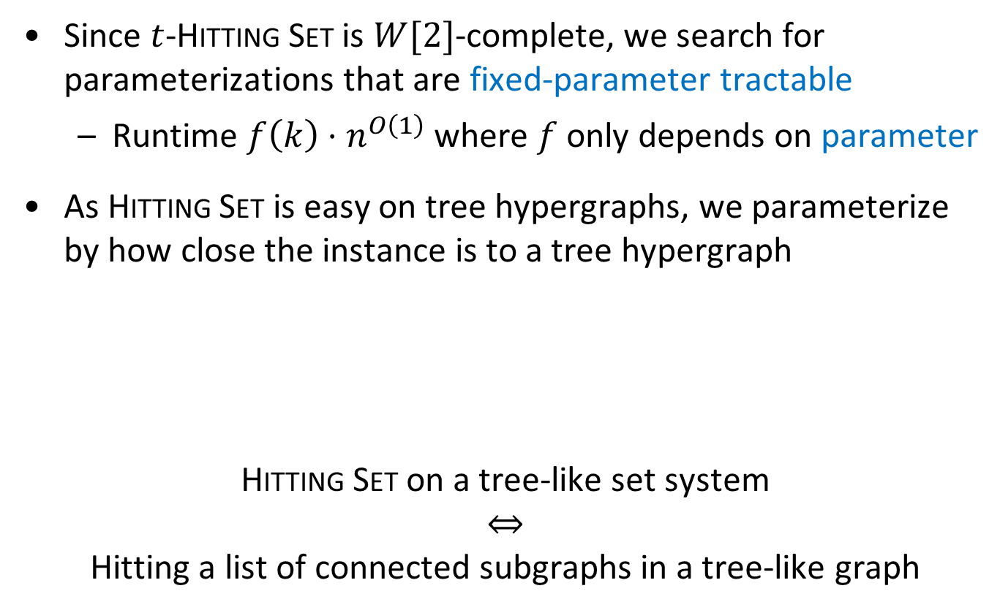 • Since t-HITTING SET is W[2]-complete, we search for
parameterizations that are fixed-parameter tractable
– Runtime f(k) · n^{O(1)} where f only depends on parameter
• As HITTING SET is easy on tree hypergraphs, we parameterize
by how close the instance is to a tree hypergraph
HITTING SET on a tree-like set system
⇔
Hitting a list of connected subgraphs in a tree-like graph